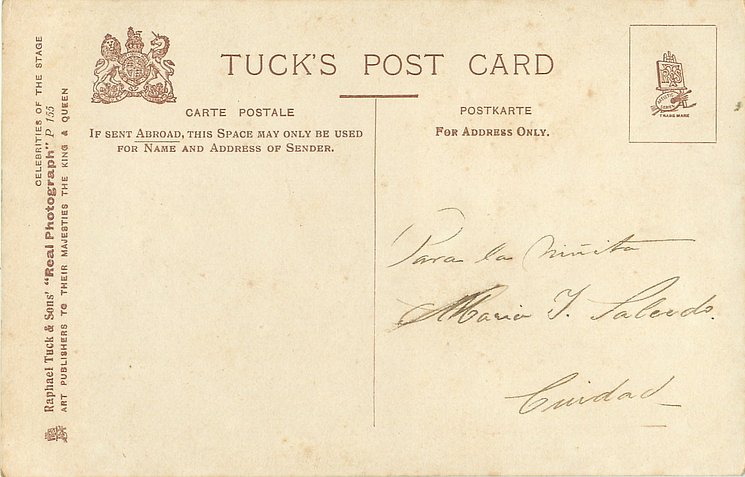 CELEBRITIES OF THE STAGE
Raphael Tuck & Sons' "Real Photograph" P 155
ART PUBLISHERS TO THEIR MAJESTIES THE KING & QUEEN
TUCK'S POST CARD
CARTE POSTALE
IF SENT ABROAD, THIS SPACE MAY ONLY BE USED
FOR NAME AND ADDRESS OF SENDER.
POSTKARTE
FOR ADDRESS ONLY.
TRADE MARK
Para la niñita
Maria T. Salcedo.
Cuidad